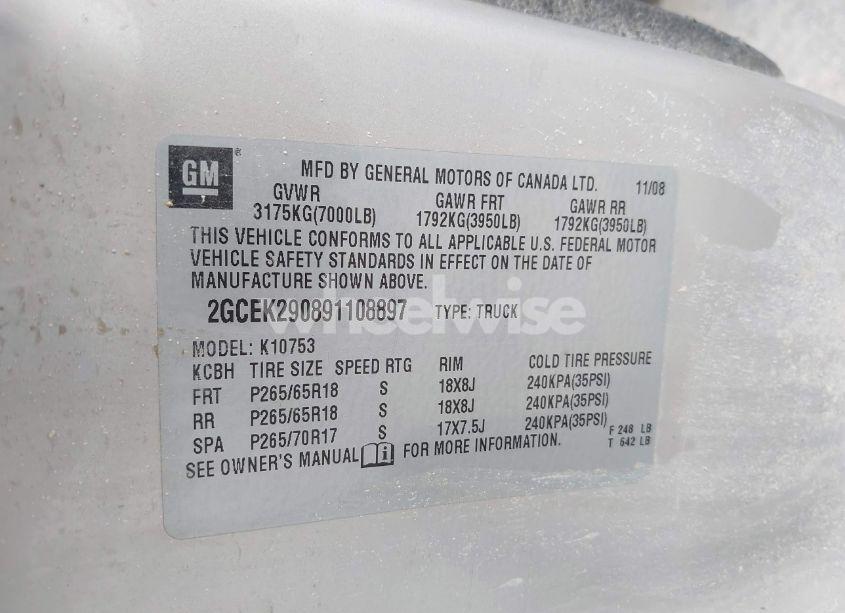 GM ® MFD BY GENERAL MOTORS OF CANADA LTD. 11/08
GVWR GAWR FRT GAWR RR
3175KG(7000LB) 1792KG(3950LB) 1792KG(3950LB)
THIS VEHICLE CONFORMS TO ALL APPLICABLE U.S. FEDERAL MOTOR
VEHICLE SAFETY STANDARDS IN EFFECT ON THE DATE OF
MANUFACTURE SHOWN ABOVE.
2GCEK290891108897 TYPE: TRUCK
wheelwise
MODEL: K10753
KCBH TIRE SIZE SPEED RTG RIM COLD TIRE PRESSURE
FRT P265/65R18 S 18X8J 240KPA(35PSI)
RR P265/65R18 S 18X8J 240KPA(35PSI)
SPA P265/70R17 S 17X7.5J 240KPA(35PSI)
F 248 LB
T 642 LB
SEE OWNER'S MANUAL FOR MORE INFORMATION.